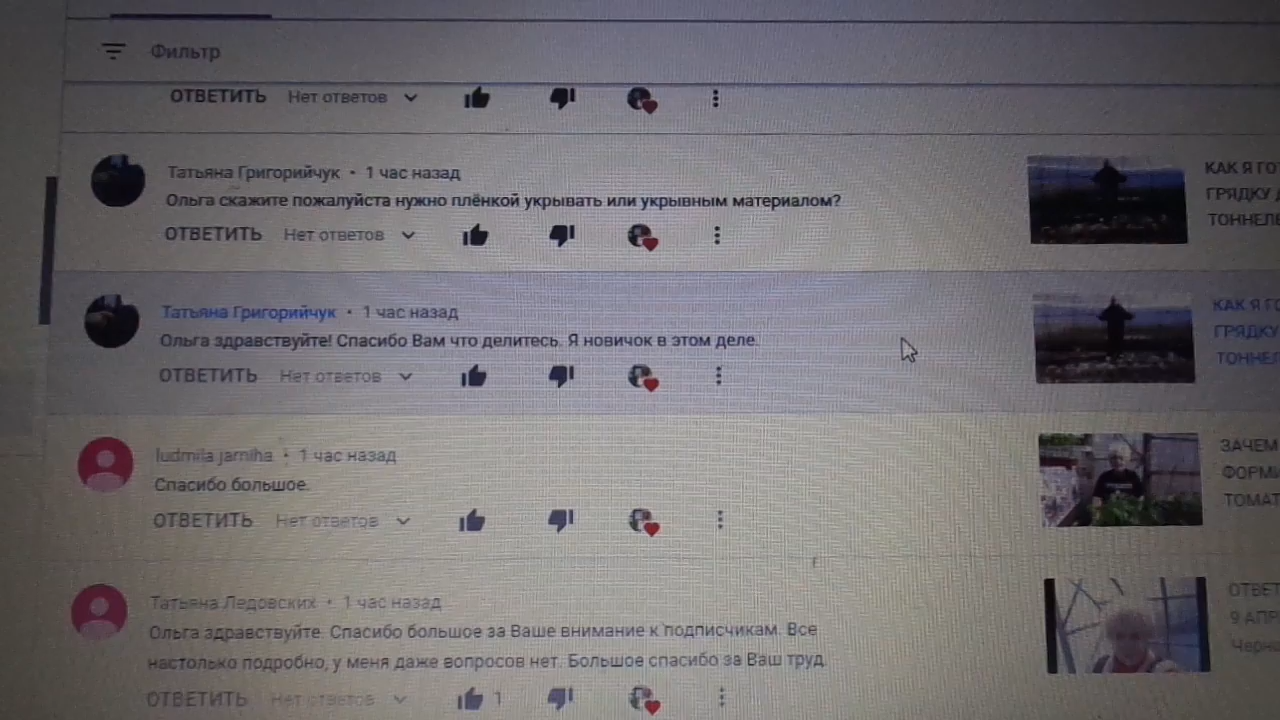 Фильтр
ОТВЕТИТЬ Нет ответов
Татьяна Григорийчук • 1 час назад
Ольга скажите пожалуйста нужно плёнкой укрывать или укрывным материалом?
ОТВЕТИТЬ Нет ответов
КАК Я ГО
ГРЯДКУ
ТОННЕЛ
Татьяна Григорийчук • 1 час назад
Ольга здравствуйте! Спасибо Вам что делитесь. Я новичок в этом деле.
ОТВЕТИТЬ Нет ответов
КАК Я ГО
ГРЯДКУ
ТОННЕЛ
ludmila jarniha • 1 час назад
Спасибо большое.
ОТВЕТИТЬ Нет ответов
ЗАЧЕМ
ФОРМИ
ТОМАТ
Татьяна Ледовских • 1 час назад
Ольга здравствуйте. Спасибо большое за Ваше внимание к подписчикам. Все
настолько подробно, у меня даже вопросов нет. Большое спасибо за Ваш труд.
ОТВЕТИТЬ Нет ответов 1
ОТВЕТ
9 АПР
Черн